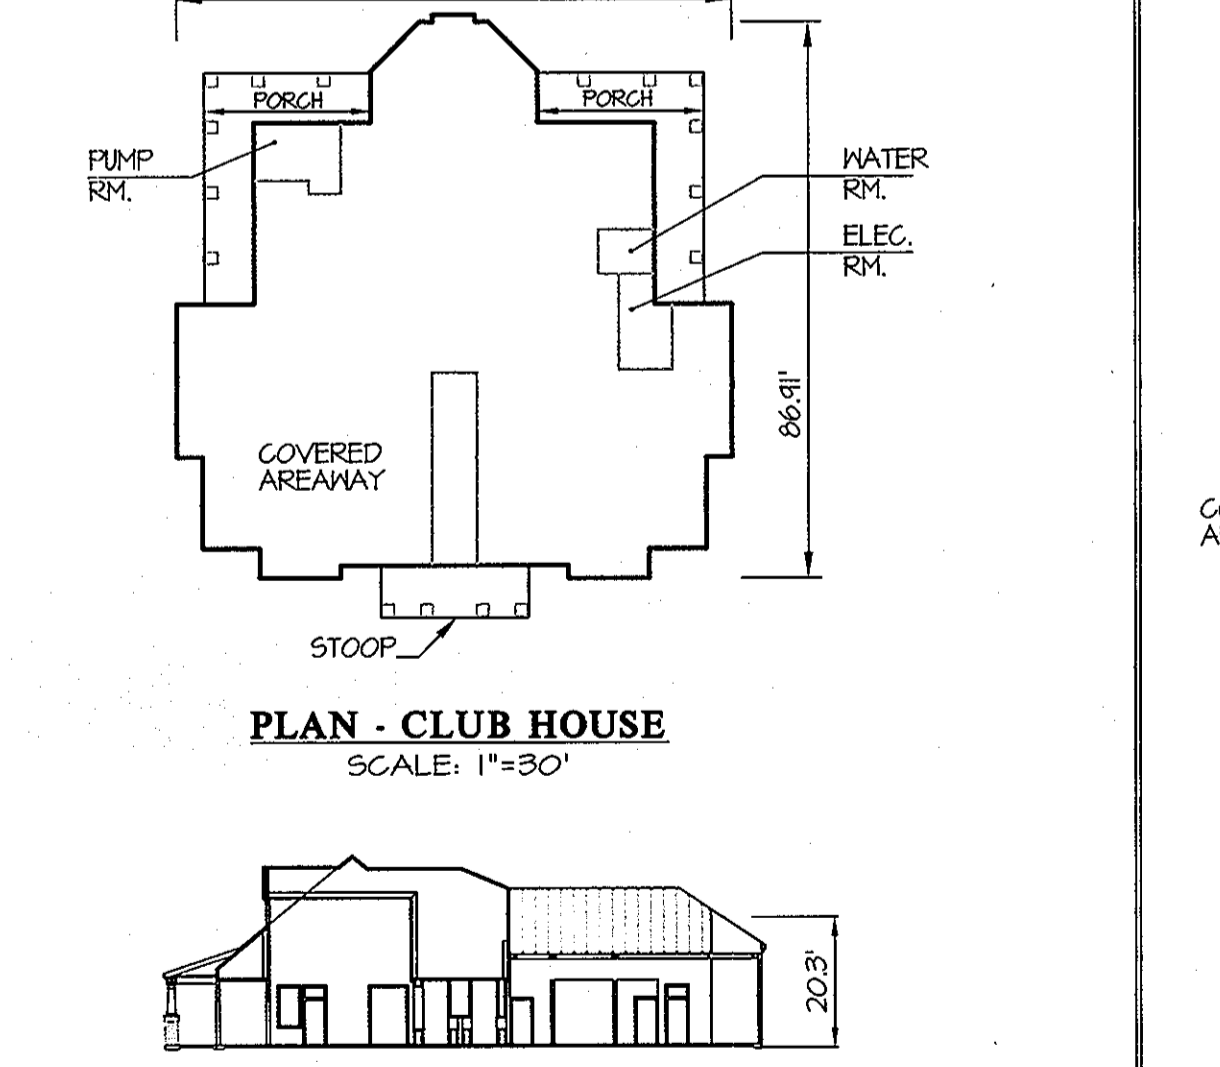 PORCH
PORCH
PUMP
RM.
WATER
RM.
ELEC.
RM.
86.91'
COVERED
AREAWAY
STOOP
PLAN - CLUB HOUSE
SCALE: 1"=30'
20.3'